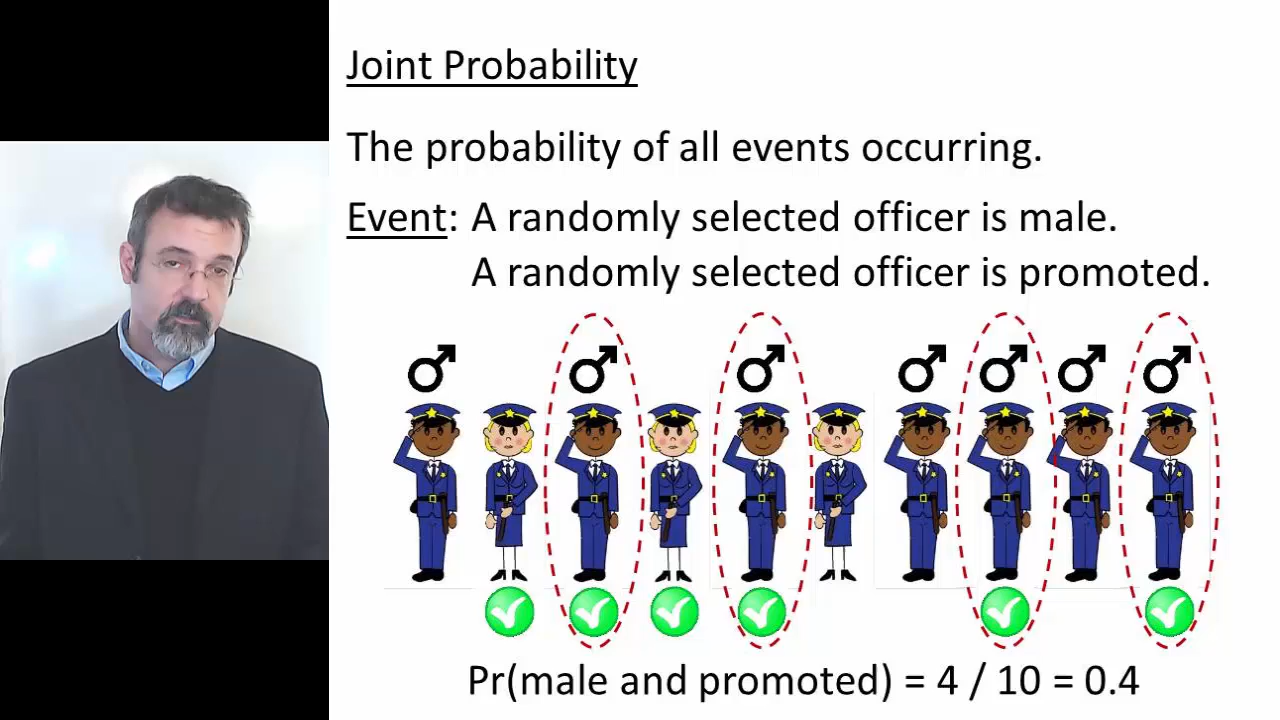 Joint Probability
The probability of all events occurring.
Event: A randomly selected officer is male.
A randomly selected officer is promoted.
Pr(male and promoted) = 4 / 10 = 0.4